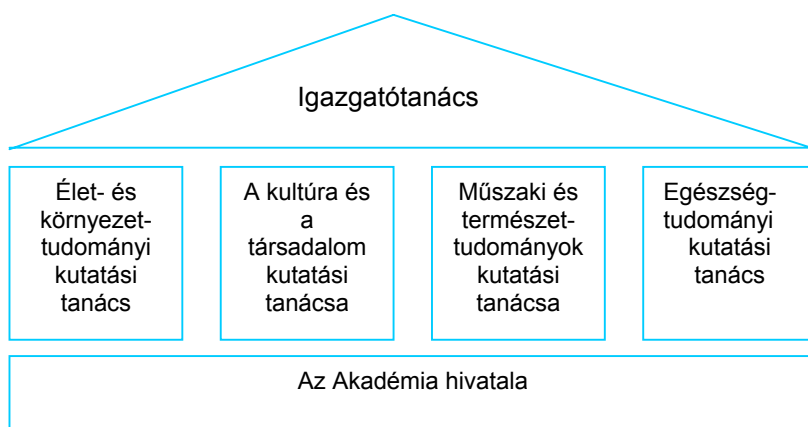 Igazgatótanács
Élet- és
környezet-
tudományi
kutatási
tanács
A kultúra és
a
társadalom
kutatási
tanácsa
Műszaki és
természet-
tudományok
kutatási
tanácsa
Egészség-
tudományi
kutatási
tanács
Az Akadémia hivatala